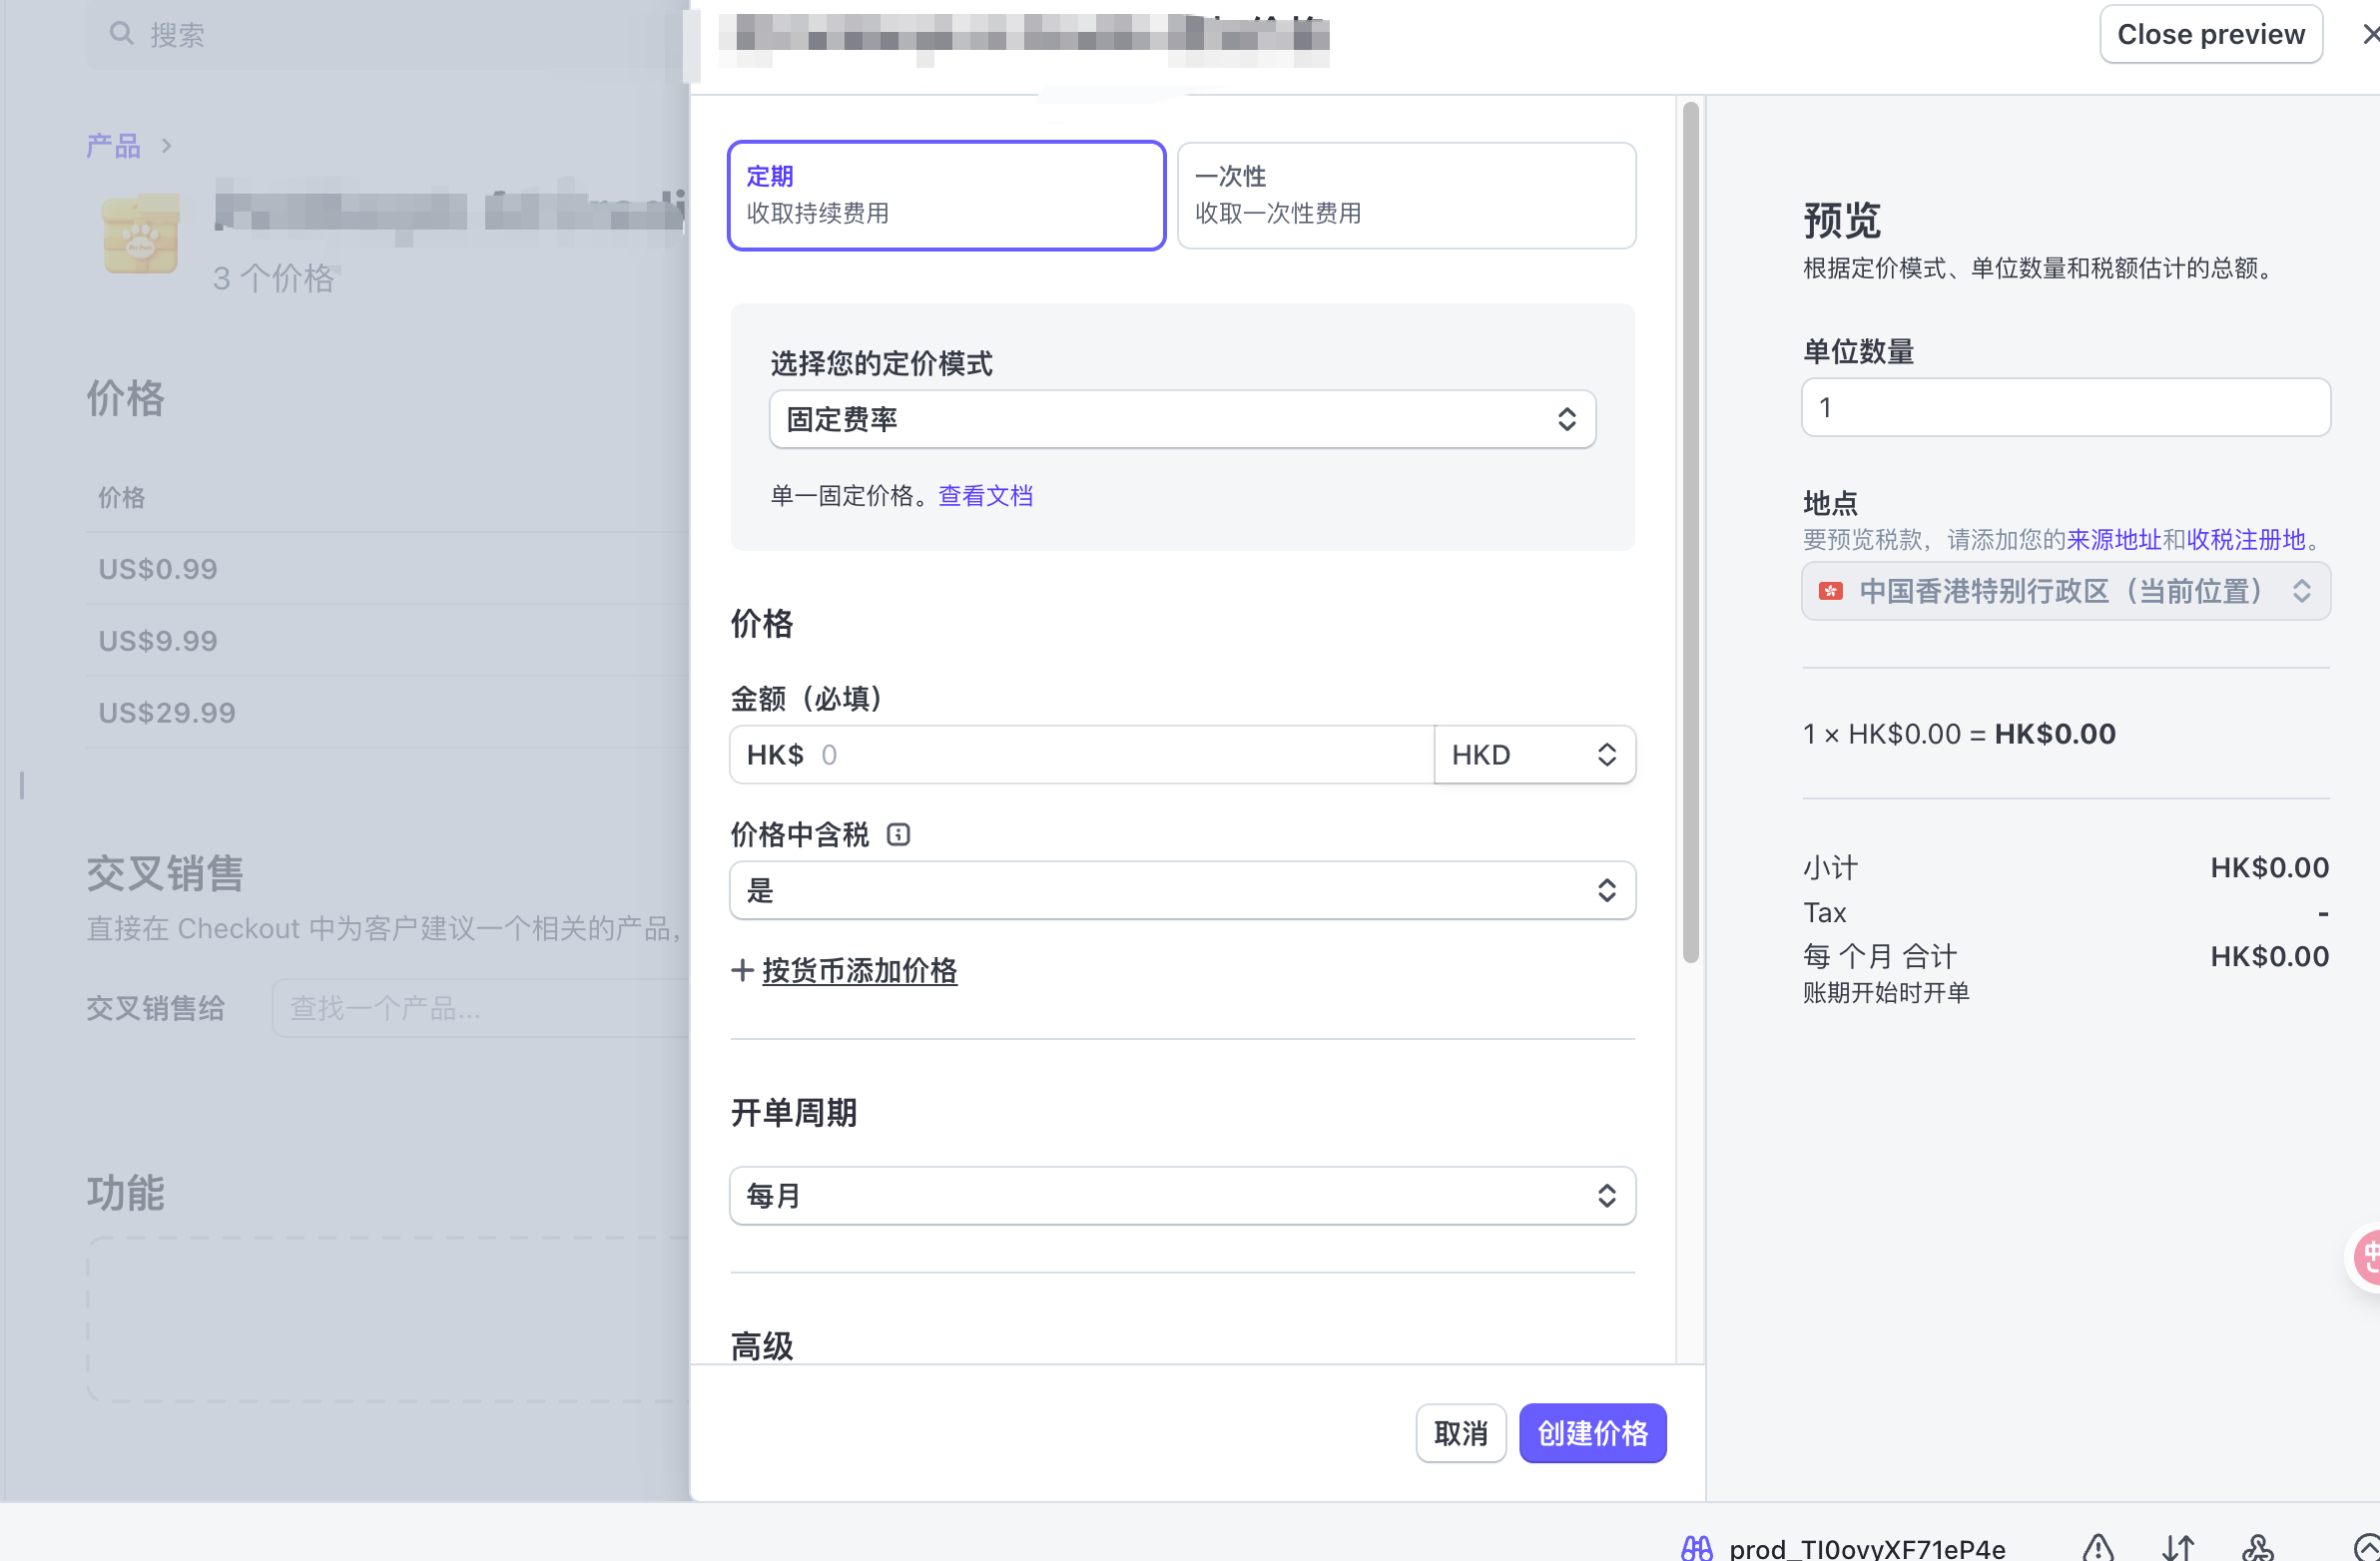 搜索
产品
3 个价格
价格
价格
US$0.99
US$9.99
US$29.99
交叉销售
直接在 Checkout 中为客户建议一个相关的产品，
交叉销售给
查找一个产品...
功能
Close preview
定期
收取持续费用
一次性
收取一次性费用
选择您的定价模式
固定费率
单一固定价格。查看文档
价格
金额（必填）
HK$ 0
HKD
价格中含税
是
按货币添加价格
开单周期
每月
高级
取消
创建价格
预览
根据定价模式、单位数量和税额估计的总额。
单位数量
1
地点
要预览税款，请添加您的来源地址和收税注册地。
中国香港特别行政区（当前位置）
1 × HK$0.00 = HK$0.00
小计 HK$0.00
Tax -
每 个月 合计 HK$0.00
账期开始时开单
prod_TI0ovyXF71eP4e